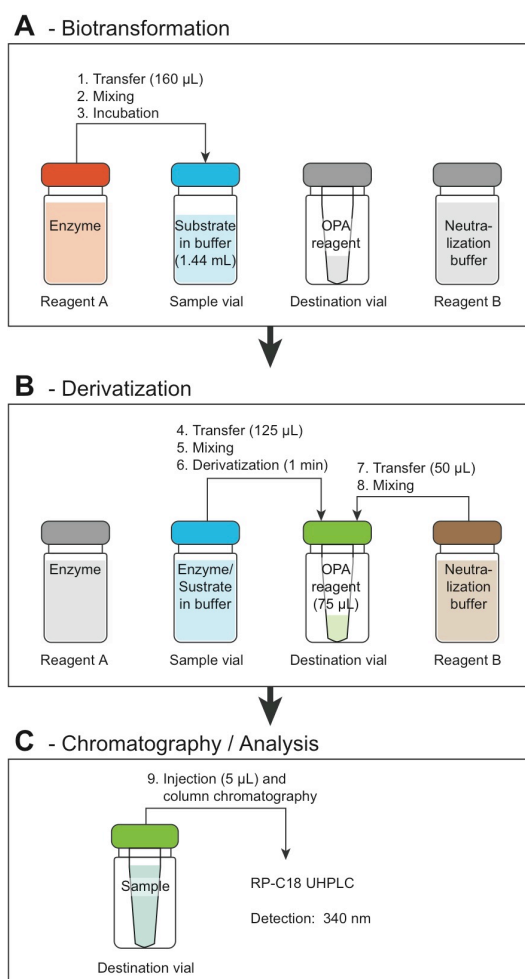 A - Biotransformation
1. Transfer (160 µL)
2. Mixing
3. Incubation
Enzyme
Substrate
in buffer
(1.44 mL)
OPA
reagent
Neutra-
lization
buffer
Reagent A
Sample vial
Destination vial
Reagent B
B - Derivatization
4. Transfer (125 µL)
5. Mixing
6. Derivatization (1 min)
7. Transfer (50 µL)
8. Mixing
Enzyme
Enzyme/
Sustrate
in buffer
OPA
reagent
(75 µL)
Neutra-
lization
buffer
Reagent A
Sample vial
Destination vial
Reagent B
C - Chromatography / Analysis
9. Injection (5 µL) and
column chromatography
Sample
RP-C18 UHPLC
Detection: 340 nm
Destination vial